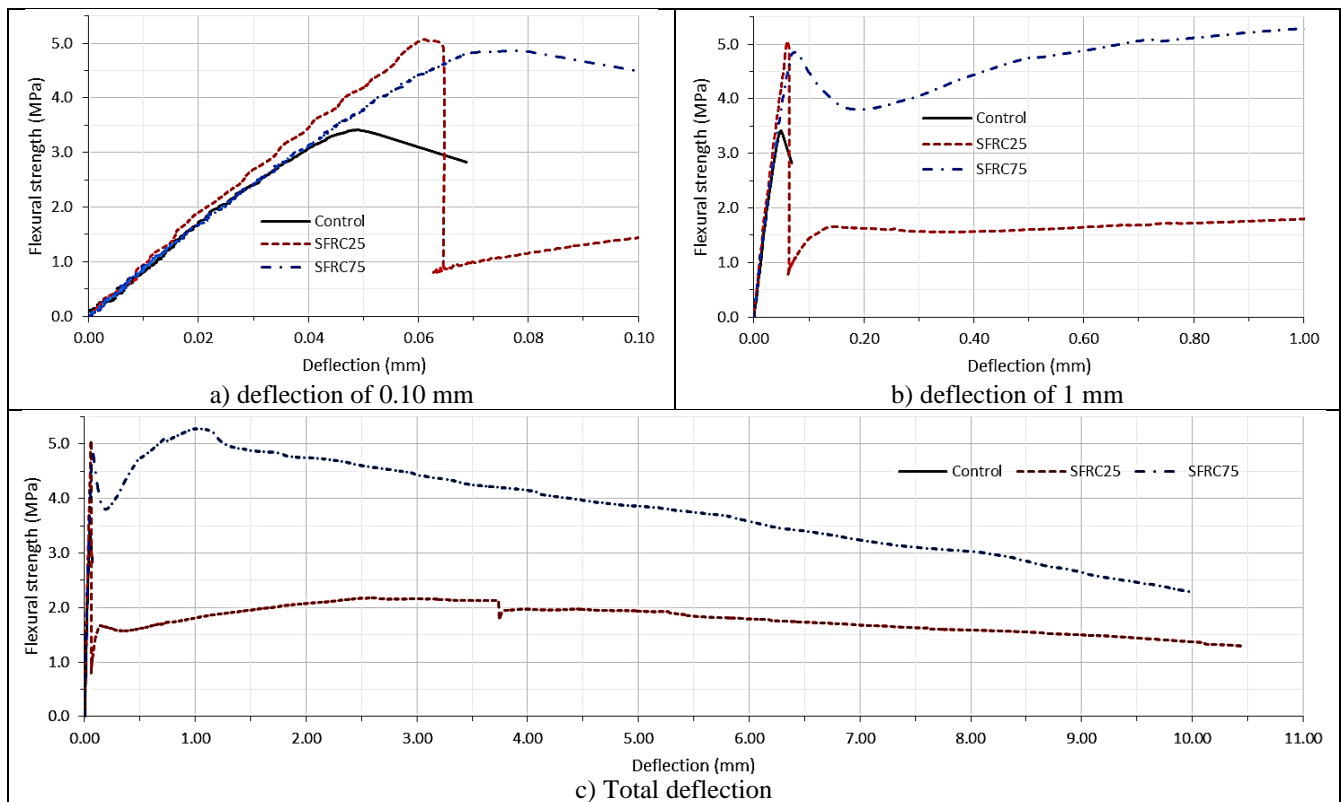 Flexural strength (MPa)
5.0
4.0
3.0
2.0
1.0
0.0
Control
SFRC25
SFRC75
0.00 0.02 0.04 0.06 0.08 0.10
Deflection (mm)
a) deflection of 0.10 mm
Flexural strength (MPa)
5.0
4.0
3.0
2.0
1.0
0.0
Control
SFRC25
SFRC75
0.00 0.20 0.40 0.60 0.80 1.00
Deflection (mm)
b) deflection of 1 mm
Flexural strength (MPa)
5.0
4.0
3.0
2.0
1.0
0.0
Control SFRC25 SFRC75
0.00 1.00 2.00 3.00 4.00 5.00 6.00 7.00 8.00 9.00 10.00 11.00
Deflection (mm)
c) Total deflection